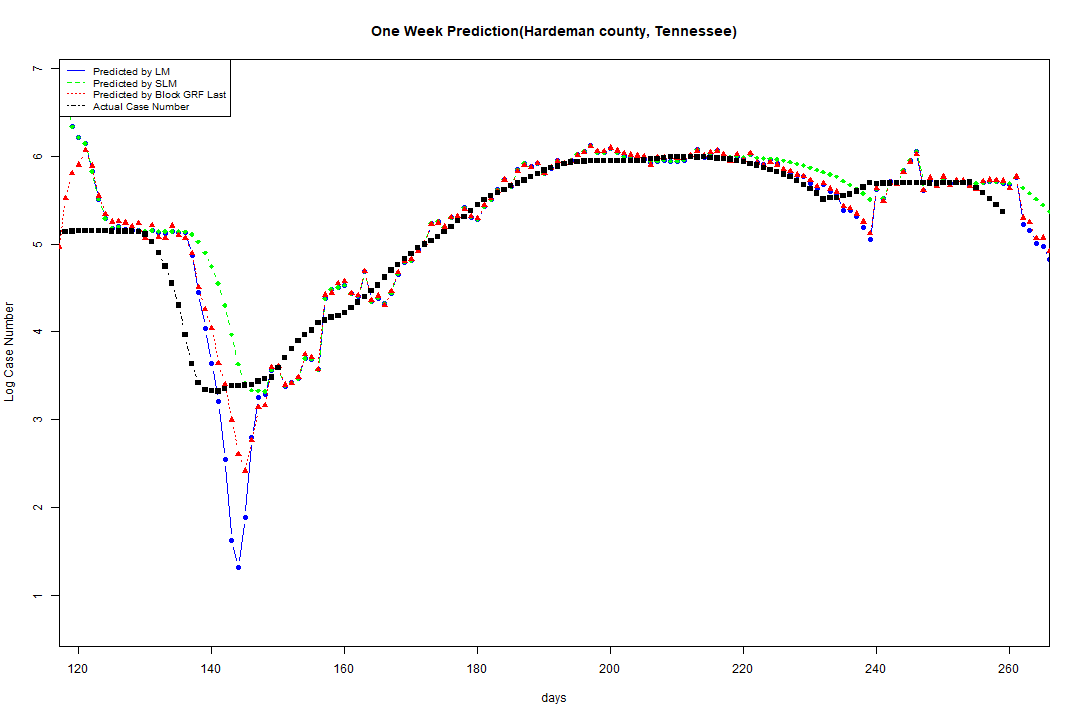 One Week Prediction(Hardeman county, Tennessee)
Predicted by LM
Predicted by SLM
Predicted by Block GRF Last
Actual Case Number
7
6
5
4
3
2
1
Log Case Number
120 140 160 180 200 220 240 260
days